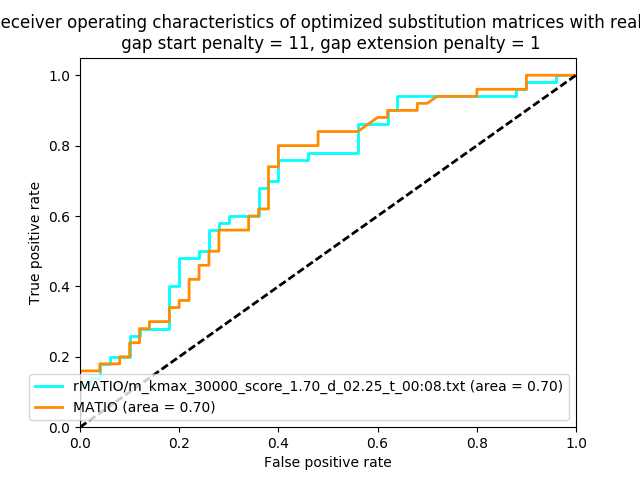 eceiver operating characteristics of optimized substitution matrices with real
gap start penalty = 11, gap extension penalty = 1
1.0
0.8
0.6
0.4
0.2
0.0
True positive rate
rMATIO/m_kmax_30000_score_1.70_d_02.25_t_00:08.txt (area = 0.70)
MATIO (area = 0.70)
0.0 0.2 0.4 0.6 0.8 1.0
False positive rate